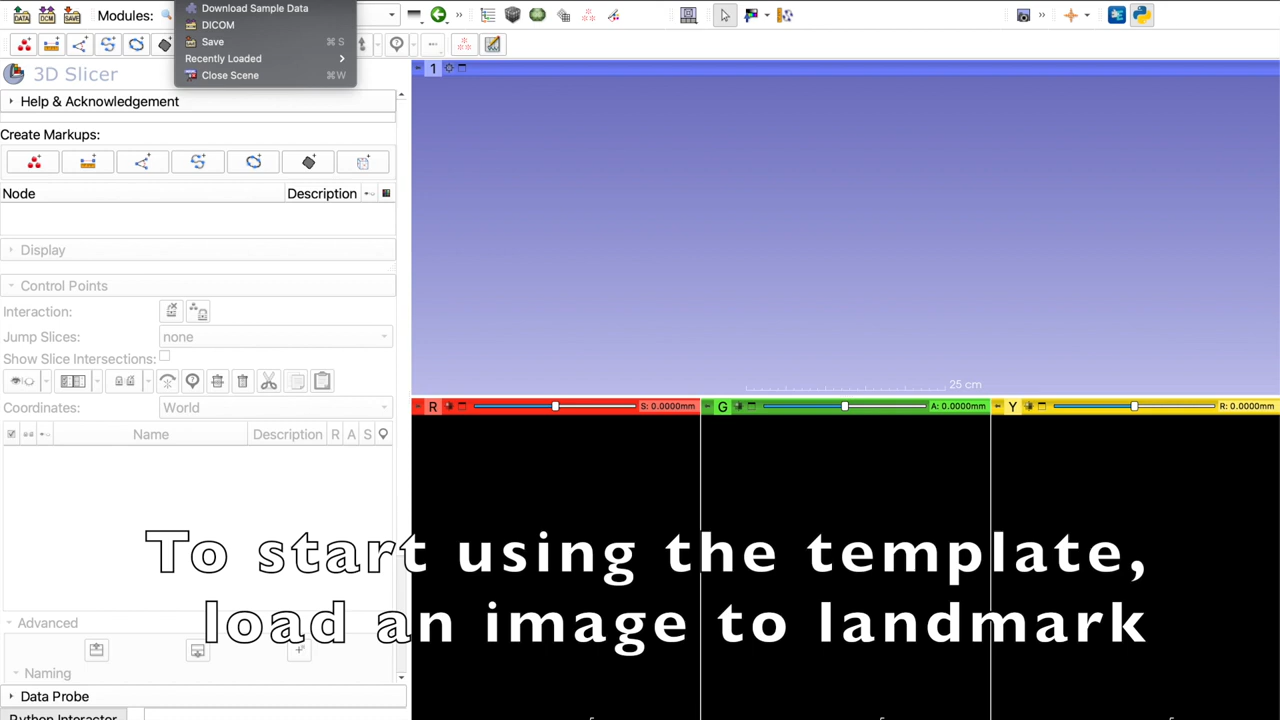 Download Sample Data
DATA DCM SAVE Modules:
DICOM
Save ⌘ S
Recently Loaded
Close Scene ⌘ W
3D Slicer
1
Help & Acknowledgement
Create Markups:
Node Description
Display
Control Points
Interaction:
Jump Slices: none
Show Slice Intersections:
25 cm
Coordinates: World
R S: 0.0000mm G A: 0.0000mm Y R: 0.0000mm
Name Description R A S
To start using the template,
load an image to landmark
Advanced
Naming
Data Probe
Python Interactor